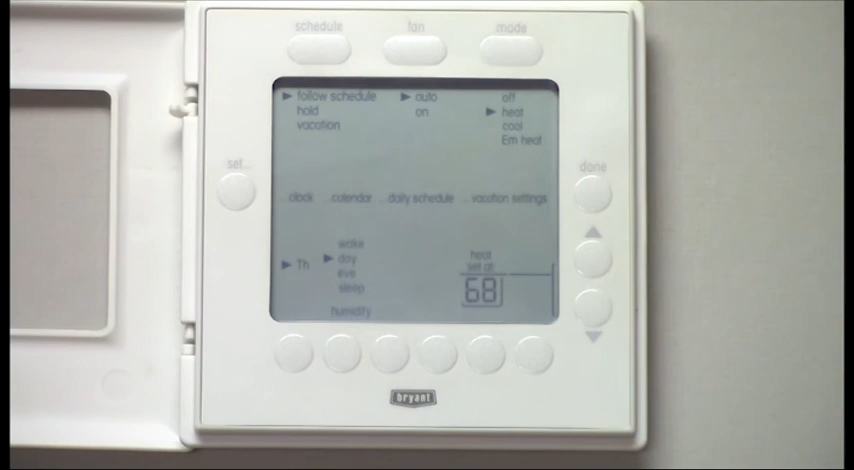 schedule fan mode
follow schedule auto off
hold on heat
vacation cool
Em heat
set... done
clock ...calendar ...daily schedule ...vacation settings
wake
Th day
eve
sleep
heat
set at
68
humidity
bryant